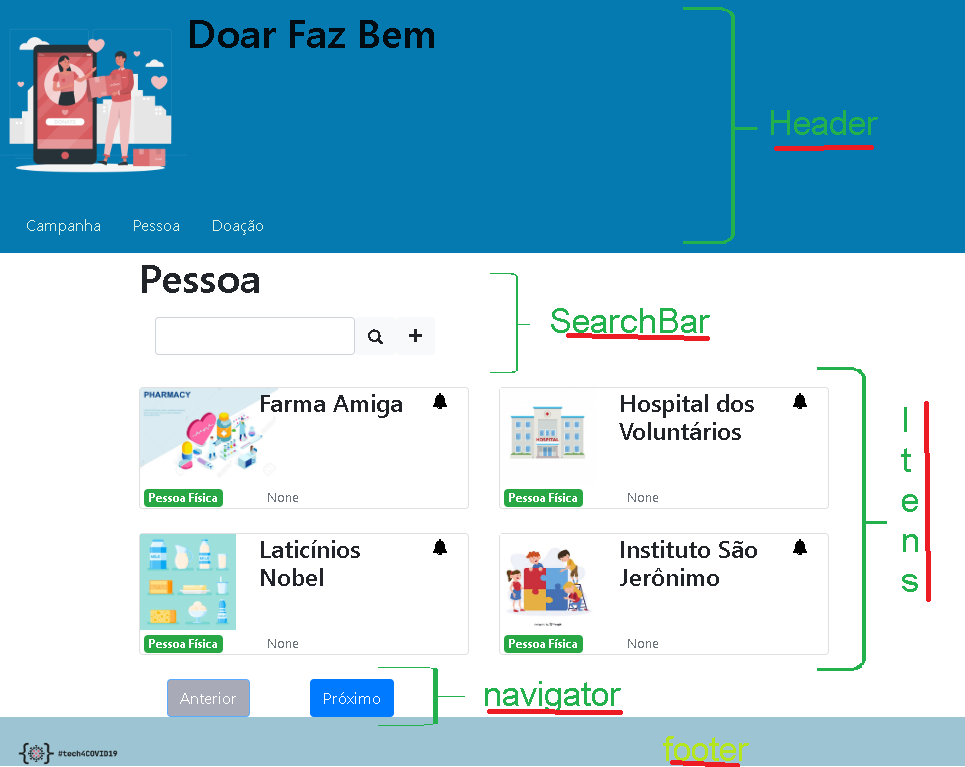 Doar Faz Bem
DONATE
Header
Campanha Pessoa Doação
Pessoa
SearchBar
PHARMACY
Farma Amiga
Pessoa Física None
HOSPITAL
Hospital dos
Voluntários
Pessoa Física None
Itens
Laticínios
Nobel
Pessoa Física None
Instituto São
Jerônimo
Pessoa Física None
Anterior Próximo
navigator
#tech4COVID19
footer